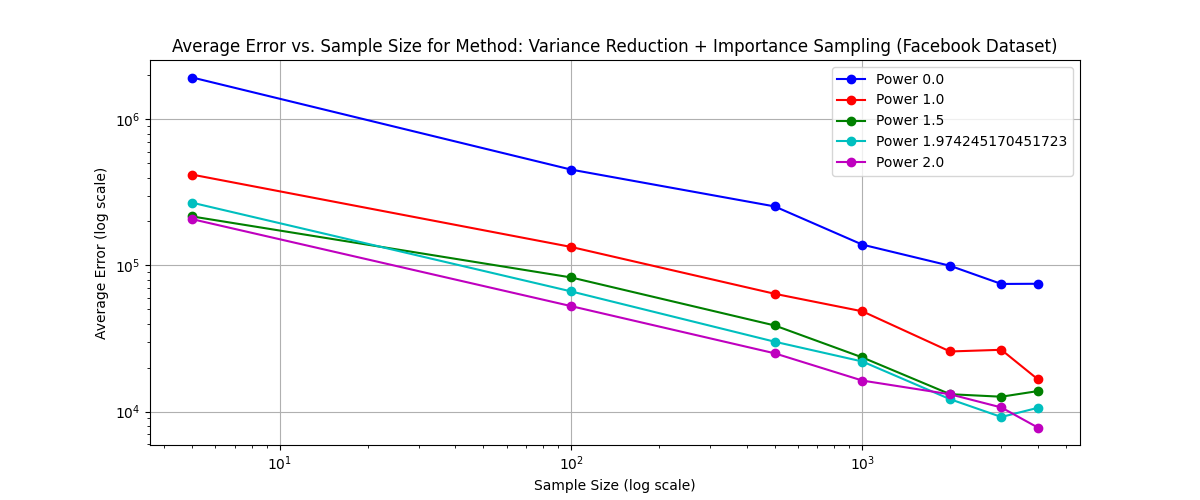 Average Error vs. Sample Size for Method: Variance Reduction + Importance Sampling (Facebook Dataset)
Average Error (log scale)
10^6
10^5
10^4
Power 0.0
Power 1.0
Power 1.5
Power 1.974245170451723
Power 2.0
10^1
10^2
10^3
Sample Size (log scale)